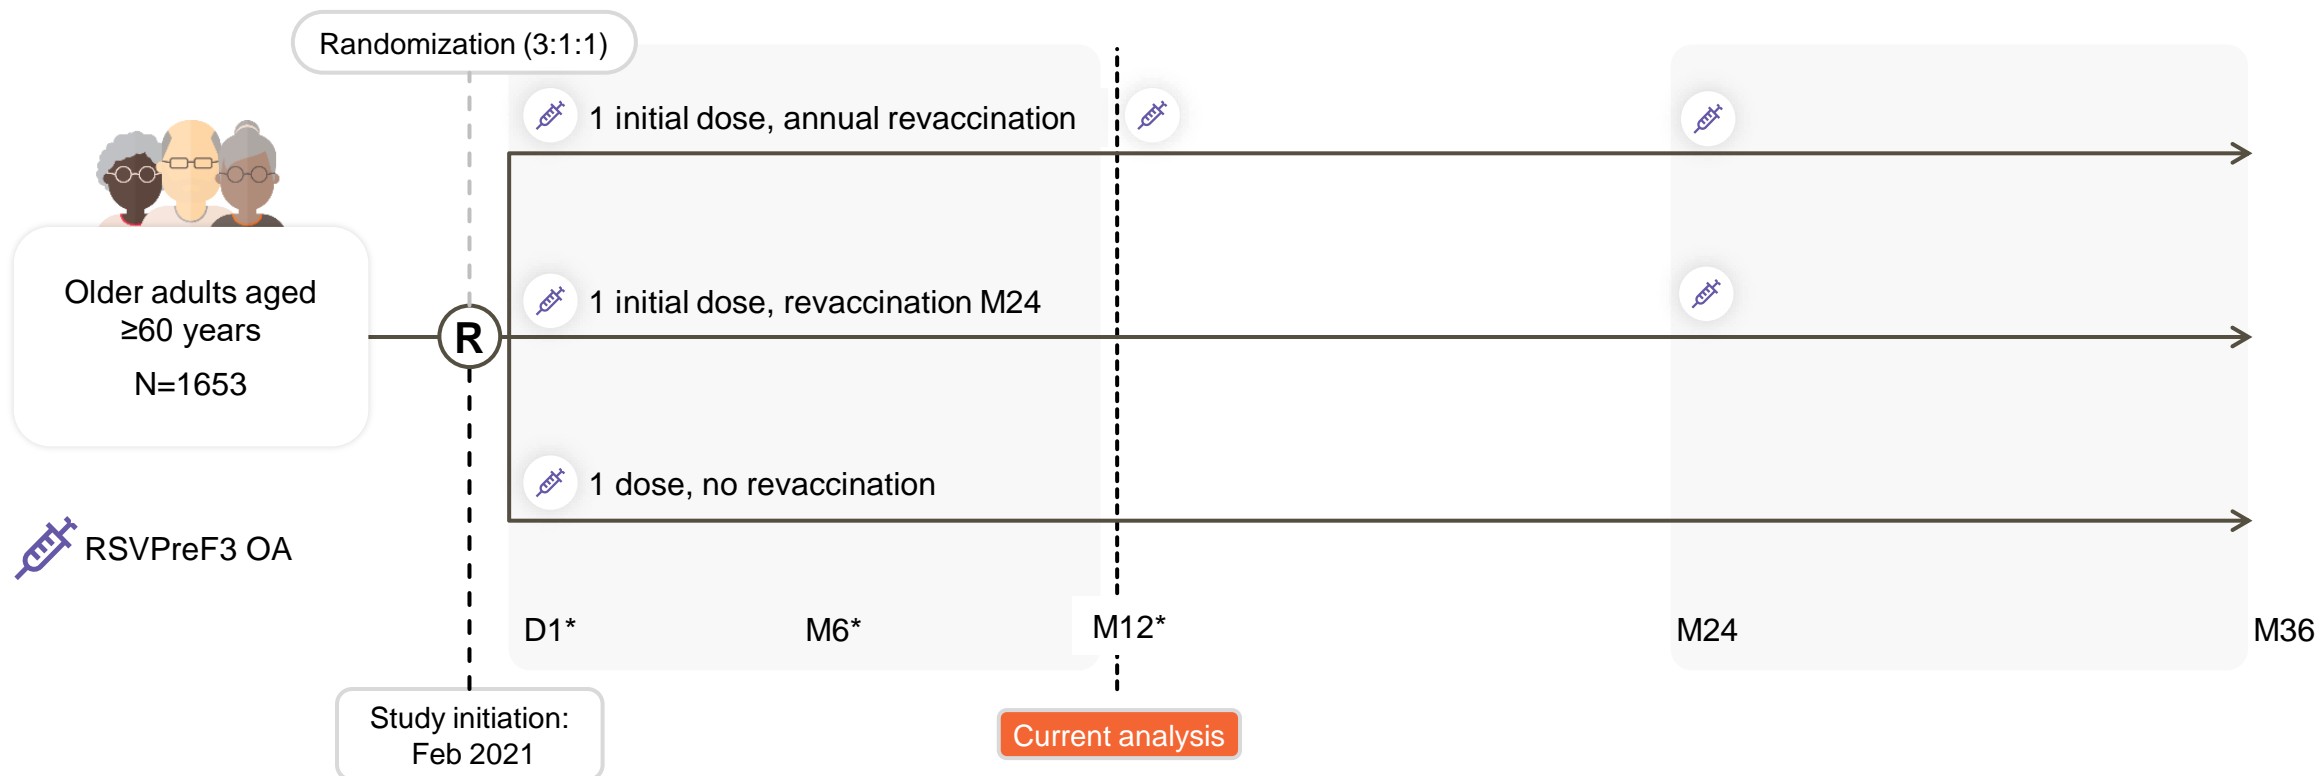 Randomization (3:1:1)
1 initial dose, annual revaccination
Older adults aged
≥60 years
N=1653
R
1 initial dose, revaccination M24
1 dose, no revaccination
RSVPreF3 OA
D1*
M6*
M12*
M24
M36
Study initiation:
Feb 2021
Current analysis